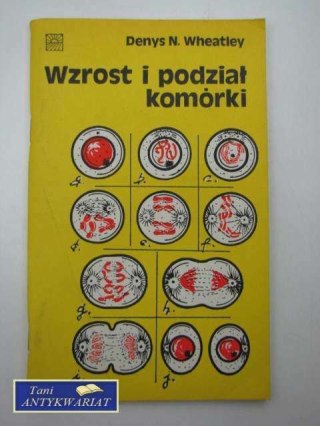 Denys N. Wheatley
Wzrost i podział
komórki
a.
b.
c.
d.
e.
f.
g.
h.
i.
j.
Tani
ANTYKWARIAT